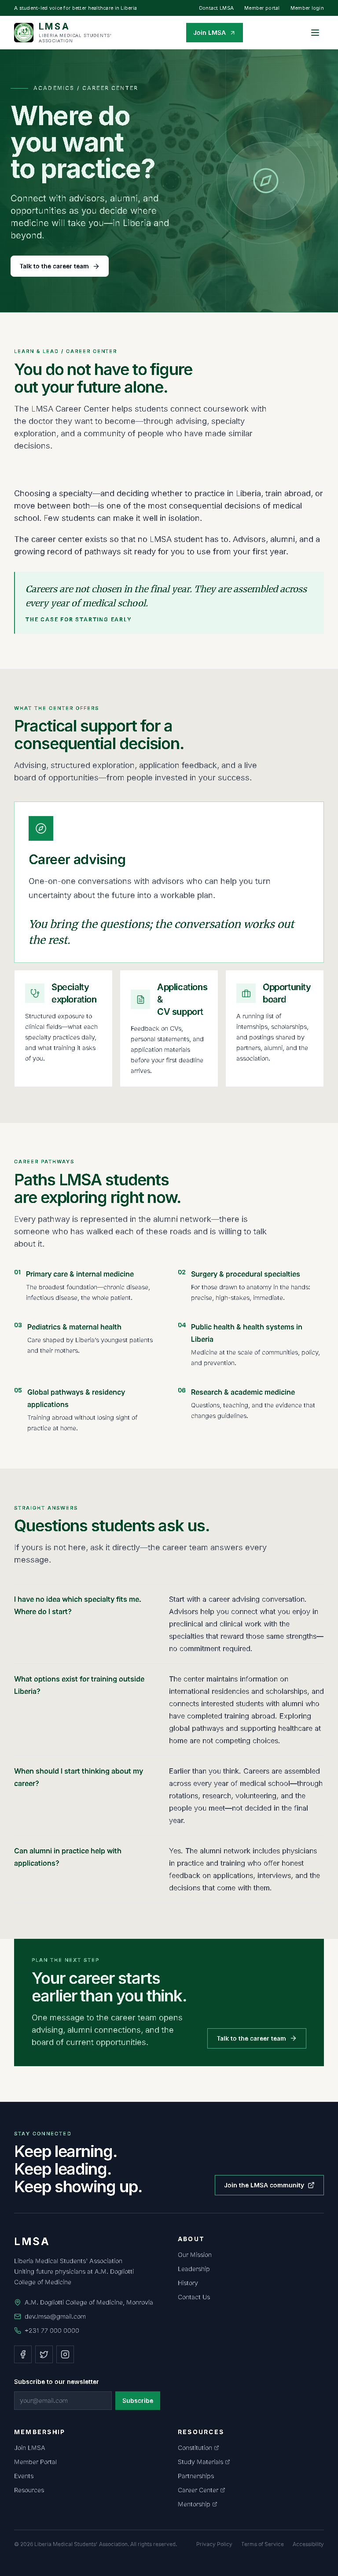 A student-led voice for better healthcare in Liberia
Contact LMSA
Member portal
Member login
LMSA
LIBERIA MEDICAL STUDENTS'
ASSOCIATION
Join LMSA
ACADEMICS / CAREER CENTER
Where do
you want
to practice?
Connect with advisors, alumni, and
opportunities as you decide where
medicine will take you—in Liberia and
beyond.
Talk to the career team
LEARN & LEAD / CAREER CENTER
You do not have to figure
out your future alone.
The LMSA Career Center helps students connect coursework with
the doctor they want to become—through advising, specialty
exploration, and a community of people who have made similar
decisions.
Choosing a specialty—and deciding whether to practice in Liberia, train abroad, or
move between both—is one of the most consequential decisions of medical
school. Few students can make it well in isolation.
The career center exists so that no LMSA student has to. Advisors, alumni, and a
growing record of pathways sit ready for you to use from your first year.
Careers are not chosen in the final year. They are assembled across
every year of medical school.
THE CASE FOR STARTING EARLY
WHAT THE CENTER OFFERS
Practical support for a
consequential decision.
Advising, structured exploration, application feedback, and a live
board of opportunities—from people invested in your success.
Career advising
One-on-one conversations with advisors who can help you turn
uncertainty about the future into a workable plan.
You bring the questions; the conversation works out
the rest.
Specialty
exploration
Structured exposure to
clinical fields—what each
specialty practices daily,
and what training it asks
of you.
Applications
&
CV support
Feedback on CVs,
personal statements, and
application materials
before your first deadline
arrives.
Opportunity
board
A running list of
internships, scholarships,
and postings shared by
partners, alumni, and the
association.
CAREER PATHWAYS
Paths LMSA students
are exploring right now.
Every pathway is represented in the alumni network—there is
someone who has walked each of these roads and is willing to talk
about it.
01 Primary care & internal medicine
The broadest foundation—chronic disease,
infectious disease, the whole patient.
02 Surgery & procedural specialties
For those drawn to anatomy in the hands:
precise, high-stakes, immediate.
03 Pediatrics & maternal health
Care shaped by Liberia's youngest patients
and their mothers.
04 Public health & health systems in
Liberia
Medicine at the scale of communities, policy,
and prevention.
05 Global pathways & residency
applications
Training abroad without losing sight of
practice at home.
06 Research & academic medicine
Questions, teaching, and the evidence that
changes guidelines.
STRAIGHT ANSWERS
Questions students ask us.
If yours is not here, ask it directly—the career team answers every
message.
I have no idea which specialty fits me.
Where do I start?
Start with a career advising conversation.
Advisors help you connect what you enjoy in
preclinical and clinical work with the
specialties that reward those same strengths—
no commitment required.
What options exist for training outside
Liberia?
The center maintains information on
international residencies and scholarships, and
connects interested students with alumni who
have completed training abroad. Exploring
global pathways and supporting healthcare at
home are not competing choices.
When should I start thinking about my
career?
Earlier than you think. Careers are assembled
across every year of medical school—through
rotations, research, volunteering, and the
people you meet—not decided in the final
year.
Can alumni in practice help with
applications?
Yes. The alumni network includes physicians
in practice and training who offer honest
feedback on applications, interviews, and the
decisions that come with them.
PLAN THE NEXT STEP
Your career starts
earlier than you think.
One message to the career team opens
advising, alumni connections, and the
board of current opportunities.
Talk to the career team
STAY CONNECTED
Keep learning.
Keep leading.
Keep showing up.
Join the LMSA community
LMSA
Liberia Medical Students' Association
Uniting future physicians at A.M. Dogliotti
College of Medicine
A.M. Dogliotti College of Medicine, Monrovia
dev.lmsa@gmail.com
+231 77 000 0000
Subscribe to our newsletter
your@email.com
Subscribe
ABOUT
Our Mission
Leadership
History
Contact Us
MEMBERSHIP
Join LMSA
Member Portal
Events
Resources
RESOURCES
Constitution
Study Materials
Partnerships
Career Center
Mentorship
© 2026 Liberia Medical Students' Association. All rights reserved.
Privacy Policy
Terms of Service
Accessibility